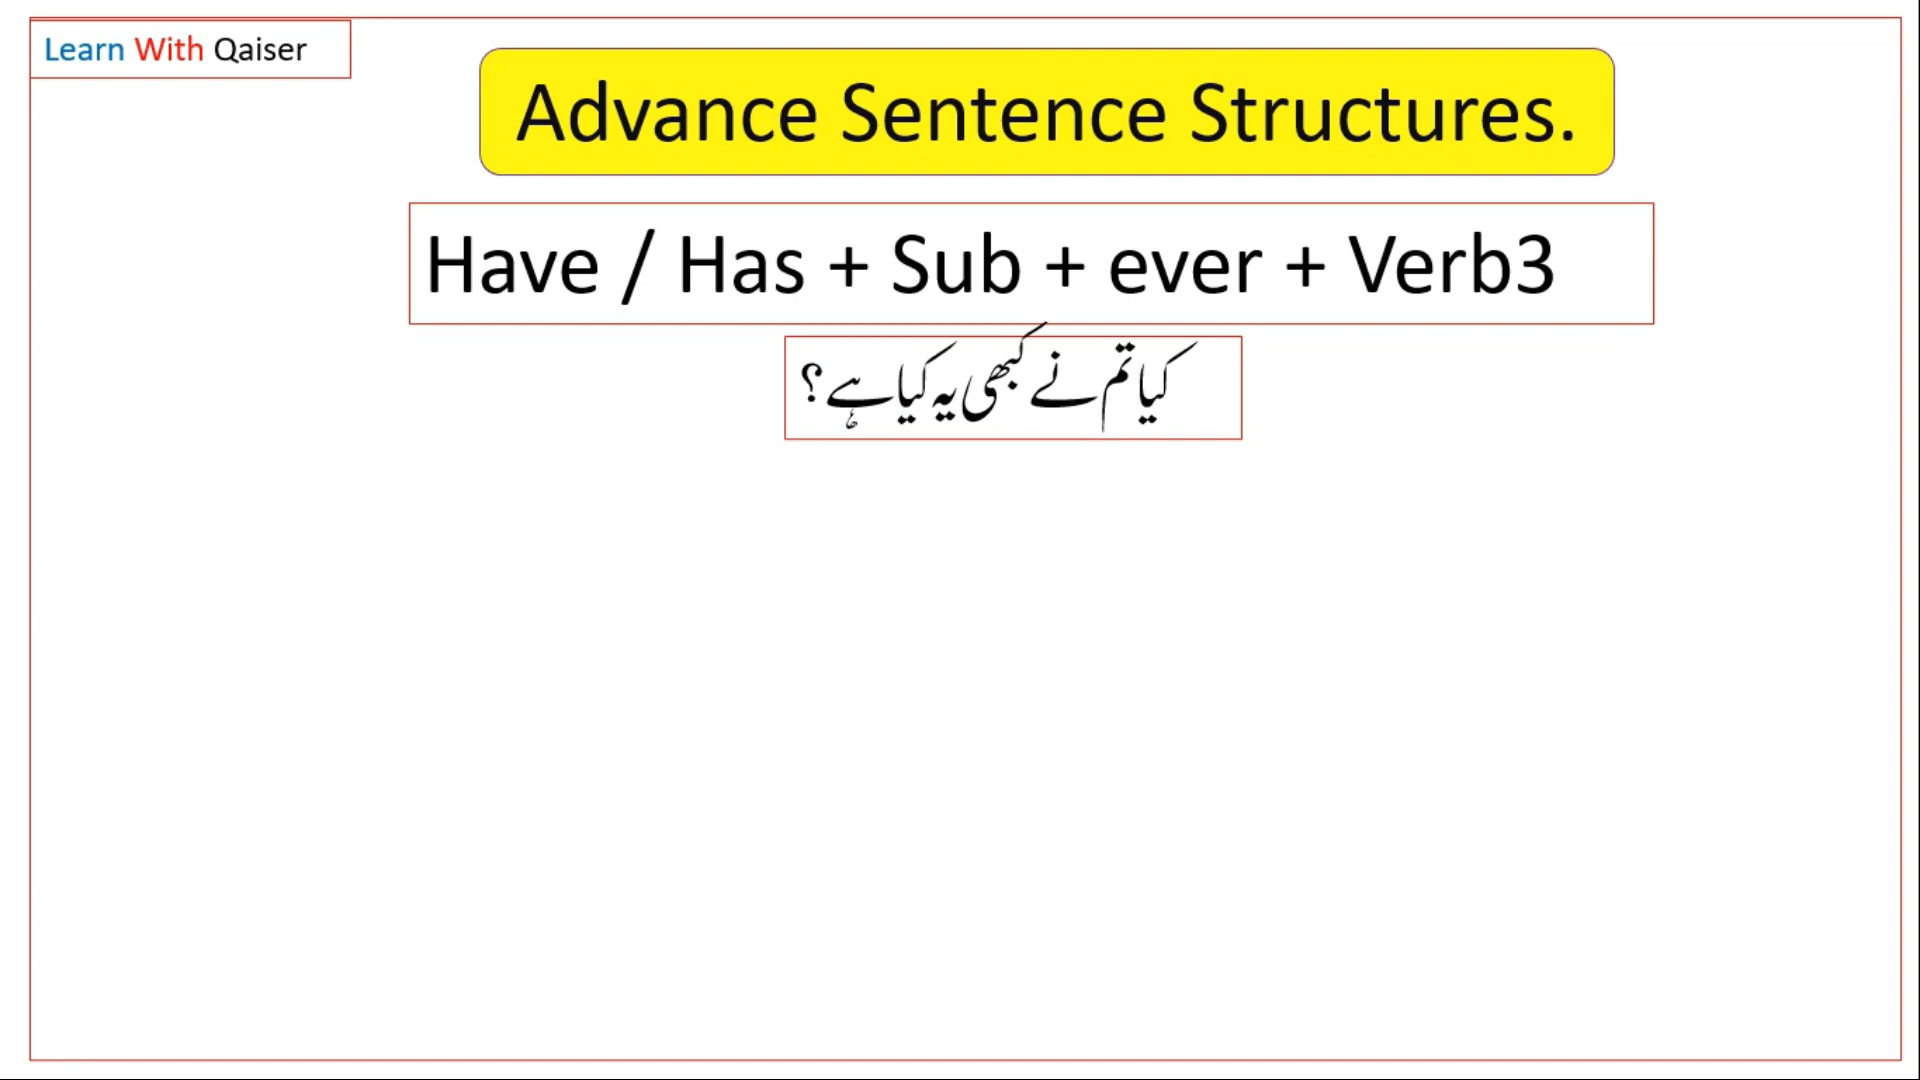 Learn With Qaiser
Advance Sentence Structures.
Have / Has + Sub + ever + Verb3
کیا تم نے کبھی یہ کیا ہے؟